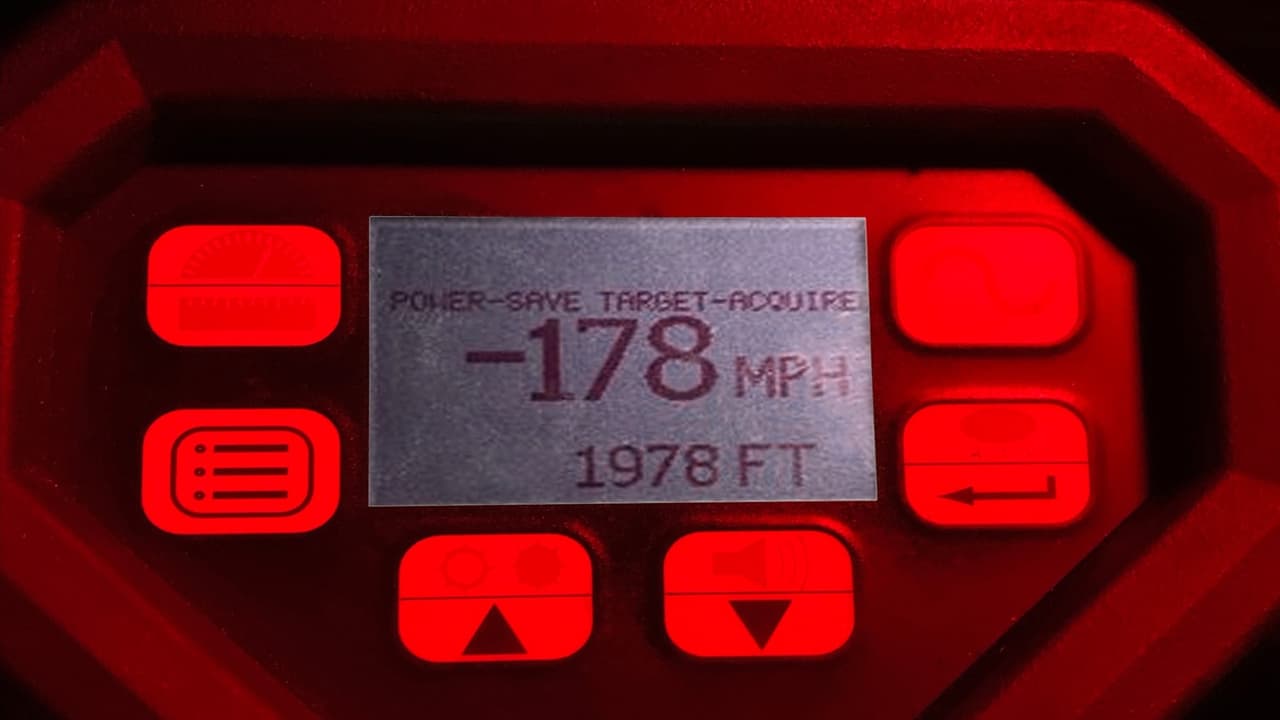 POWER-SAVE TARGET-ACQUIRE
-178 MPH
1978 FT